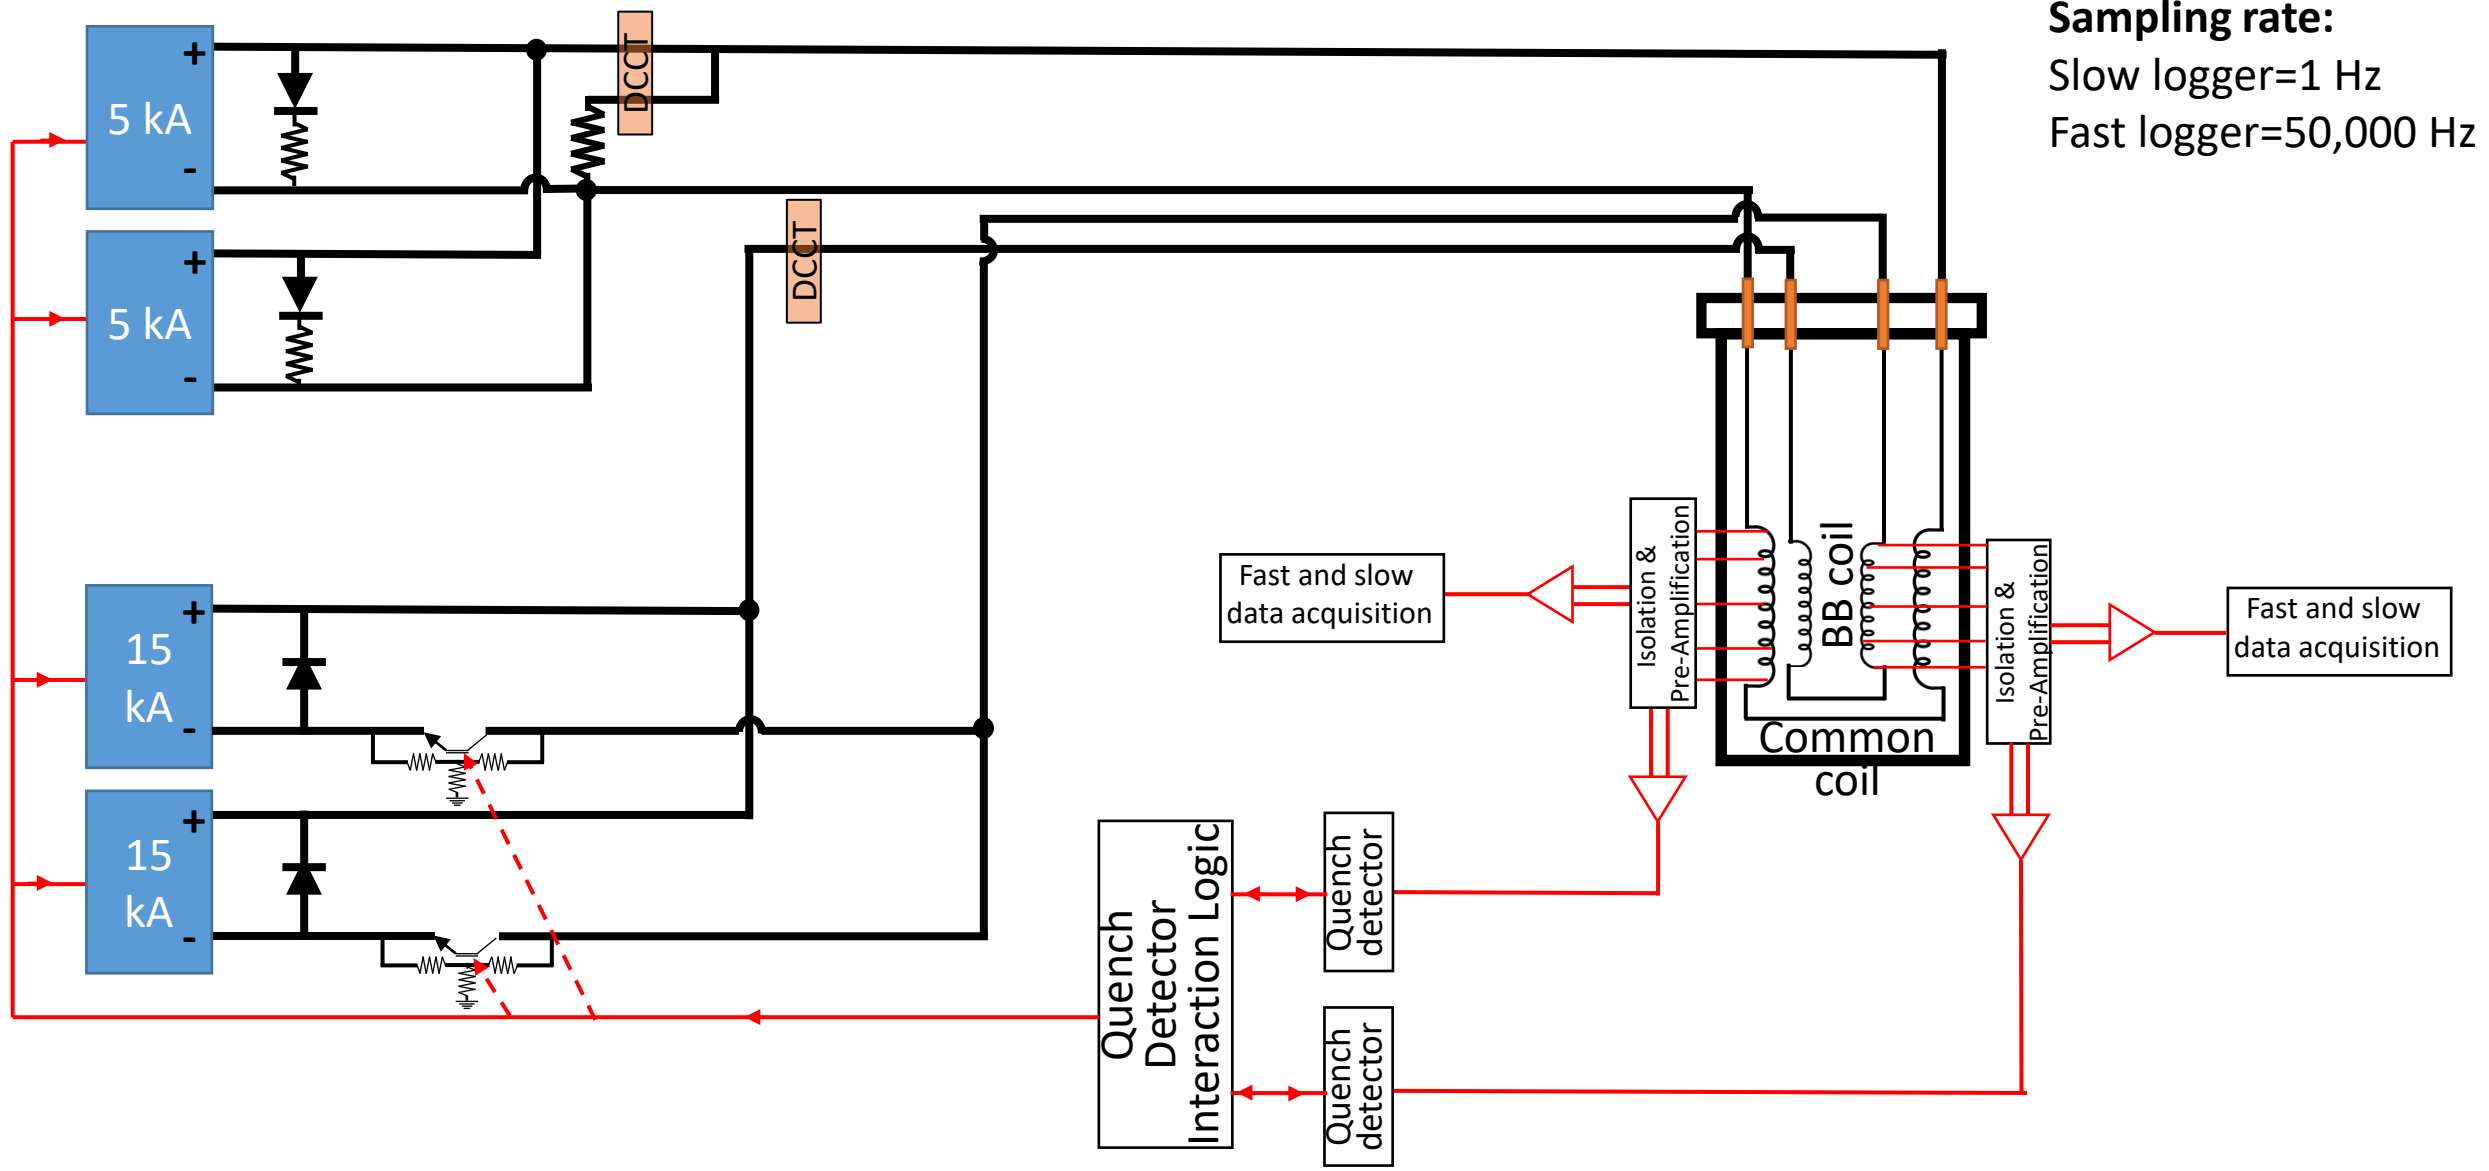 Sampling rate:
Slow logger=1 Hz
Fast logger=50,000 Hz
DCCT
+
5 kA
-
DCCT
+
5 kA
-
+
15
kA
-
+
15
kA
-
Fast and slow
data acquisition
Isolation &
Pre-Amplification
BB coil
Common
coil
Isolation &
Pre-Amplification
Fast and slow
data acquisition
Quench
Detector
Interaction Logic
Quench
detector
Quench
detector